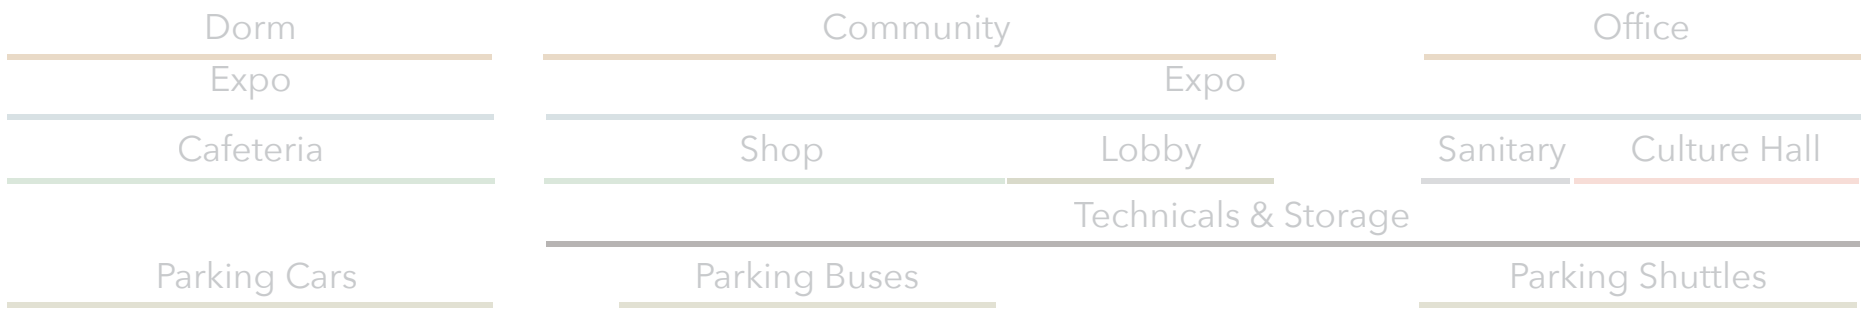 Dorm Community Office
Expo Expo
Cafeteria Shop Lobby Sanitary Culture Hall
Technicals & Storage
Parking Cars Parking Buses Parking Shuttles